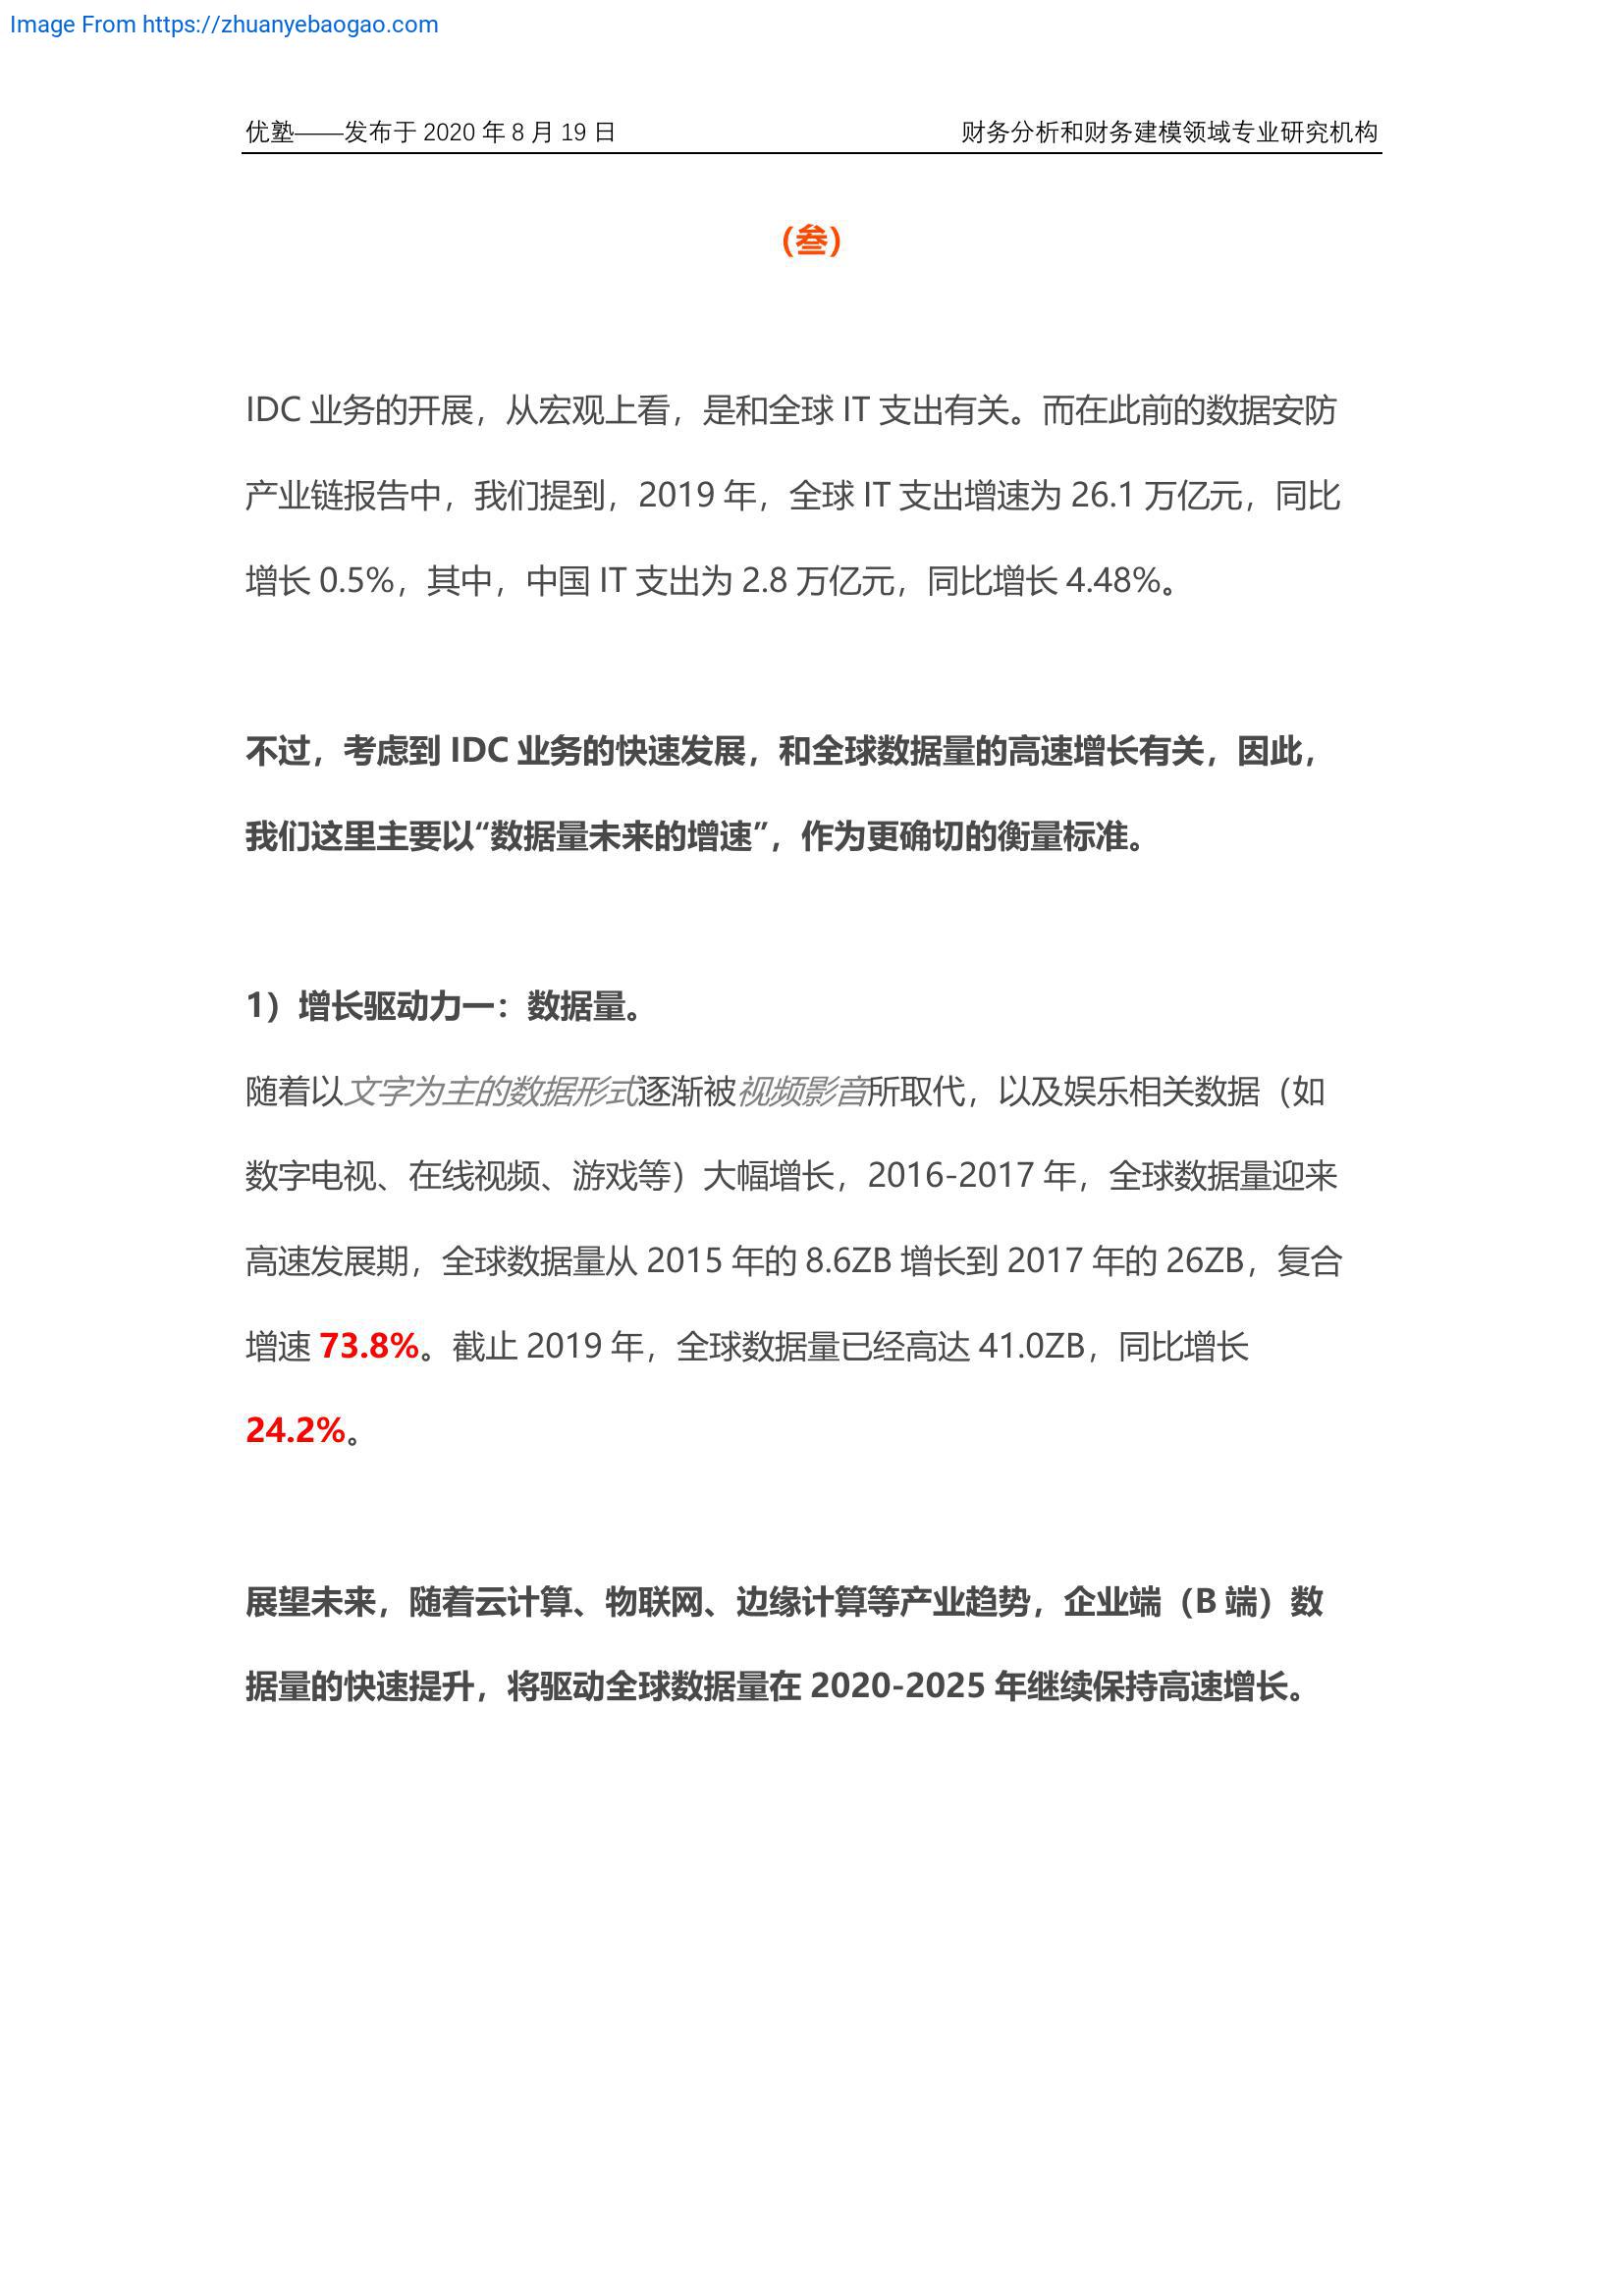 Image From https://zhuanyebaogao.com
优塾——发布于 2020 年 8 月 19 日 财务分析和财务建模领域专业研究机构
（叁）
IDC 业务的开展，从宏观上看，是和全球 IT 支出有关。而在此前的数据安防
产业链报告中，我们提到，2019 年，全球 IT 支出增速为 26.1 万亿元，同比
增长 0.5%，其中，中国 IT 支出为 2.8 万亿元，同比增长 4.48%。
不过，考虑到 IDC 业务的快速发展，和全球数据量的高速增长有关，因此，
我们这里主要以“数据量未来的增速”，作为更确切的衡量标准。
1）增长驱动力一：数据量。
随着以文字为主的数据形式逐渐被视频影音所取代，以及娱乐相关数据（如
数字电视、在线视频、游戏等）大幅增长，2016-2017 年，全球数据量迎来
高速发展期，全球数据量从 2015 年的 8.6ZB 增长到 2017 年的 26ZB，复合
增速 73.8%。截止 2019 年，全球数据量已经高达 41.0ZB，同比增长
24.2%。
展望未来，随着云计算、物联网、边缘计算等产业趋势，企业端（B 端）数
据量的快速提升，将驱动全球数据量在 2020-2025 年继续保持高速增长。